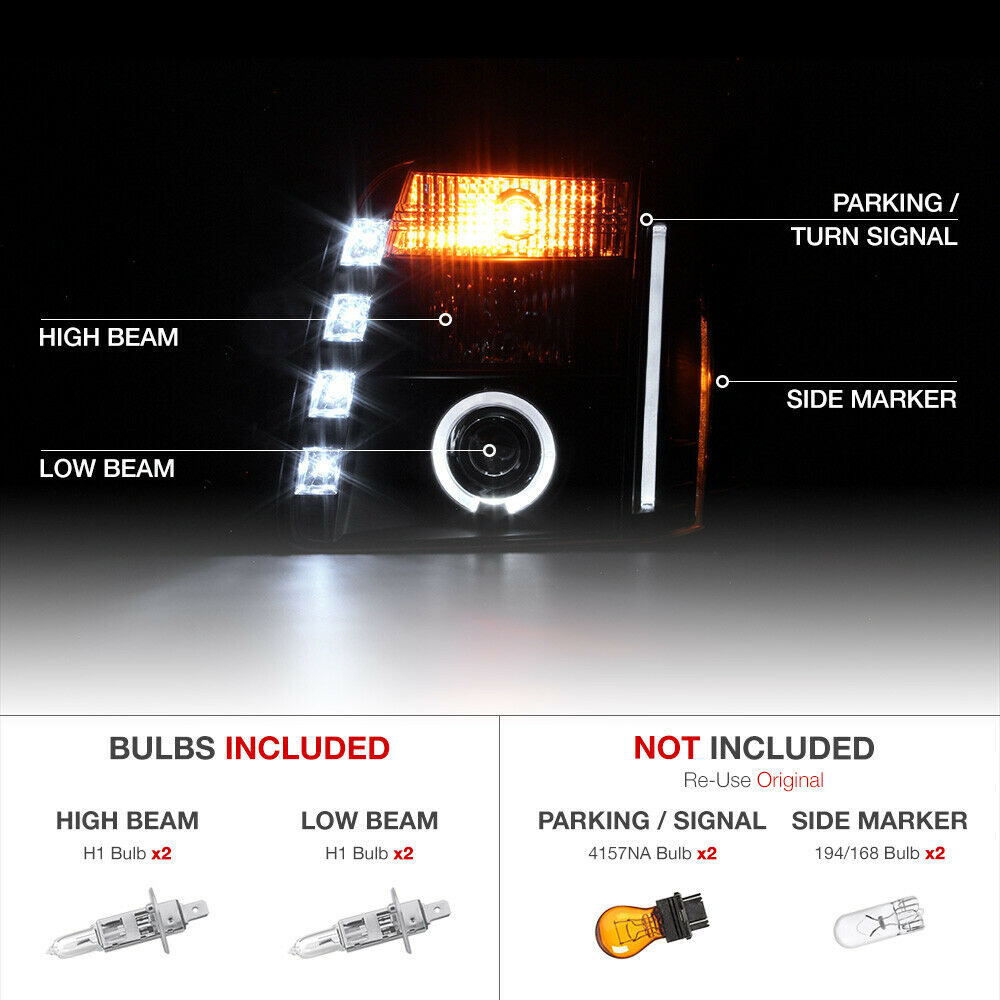 PARKING /
TURN SIGNAL
HIGH BEAM
SIDE MARKER
LOW BEAM
BULBS INCLUDED
HIGH BEAM
H1 Bulb x2
LOW BEAM
H1 Bulb x2
NOT INCLUDED
Re-Use Original
PARKING / SIGNAL
4157NA Bulb x2
SIDE MARKER
194/168 Bulb x2